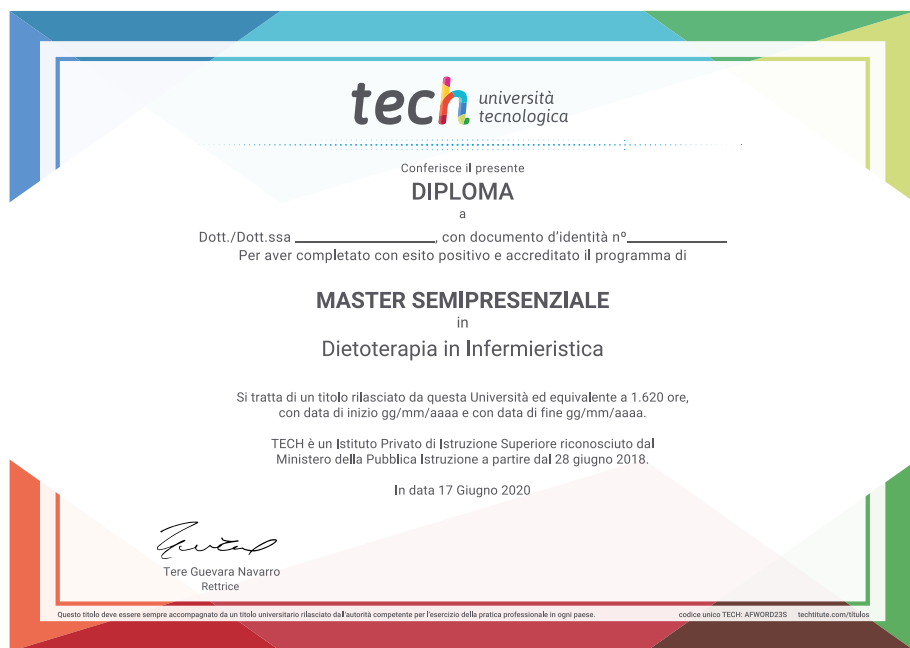 tech università
tecnologica
Conferisce il presente
DIPLOMA
a
Dott./Dott.ssa ____________________, con documento d'identità nº______________
Per aver completato con esito positivo e accreditato il programma di
MASTER SEMIPRESENZIALE
in
Dietoterapia in Infermieristica
Si tratta di un titolo rilasciato da questa Università ed equivalente a 1.620 ore,
con data di inizio gg/mm/aaaa e con data di fine gg/mm/aaaa.
TECH è un Istituto Privato di Istruzione Superiore riconosciuto dal
Ministero della Pubblica Istruzione a partire dal 28 giugno 2018.
In data 17 Giugno 2020
Tere Guevara Navarro
Rettrice
Questo titolo deve essere sempre accompagnato da un titolo universitario rilasciato dall'autorità competente per l'esercizio della pratica professionale in ogni paese. codice unico TECH: AFWORD23S techtitute.com/titulos